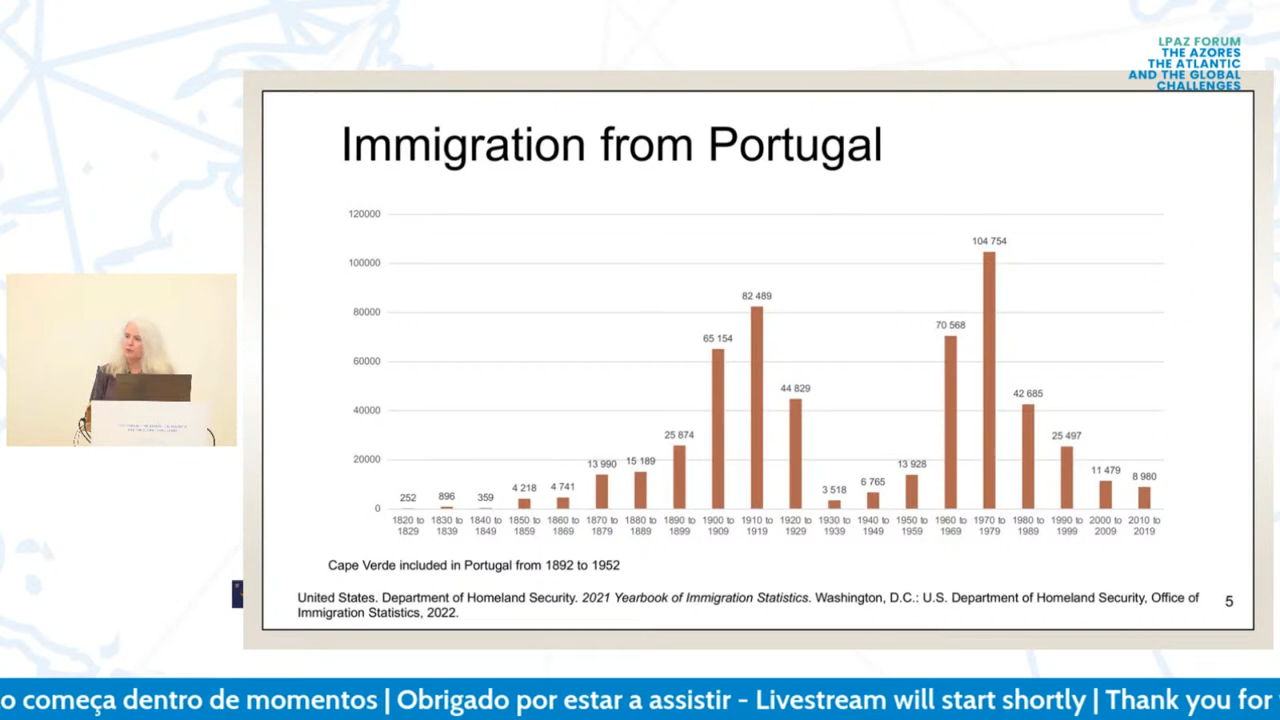 LPAZ FORUM
THE AZORES
THE ATLANTIC
AND THE GLOBAL
CHALLENGES
Immigration from Portugal
120000
100000
80000
60000
40000
20000
0
252
896
359
4 218
4 741
13 990
15 189
25 874
65 154
82 489
44 829
3 518
6 765
13 928
70 568
104 754
42 685
25 497
11 479
8 980
1820 to 1829
1830 to 1839
1840 to 1849
1850 to 1859
1860 to 1869
1870 to 1879
1880 to 1889
1890 to 1899
1900 to 1909
1910 to 1919
1920 to 1929
1930 to 1939
1940 to 1949
1950 to 1959
1960 to 1969
1970 to 1979
1980 to 1989
1990 to 1999
2000 to 2009
2010 to 2019
Cape Verde included in Portugal from 1892 to 1952
United States. Department of Homeland Security. 2021 Yearbook of Immigration Statistics. Washington, D.C.: U.S. Department of Homeland Security, Office of
Immigration Statistics, 2022.
5
o começa dentro de momentos | Obrigado por estar a assistir - Livestream will start shortly | Thank you for